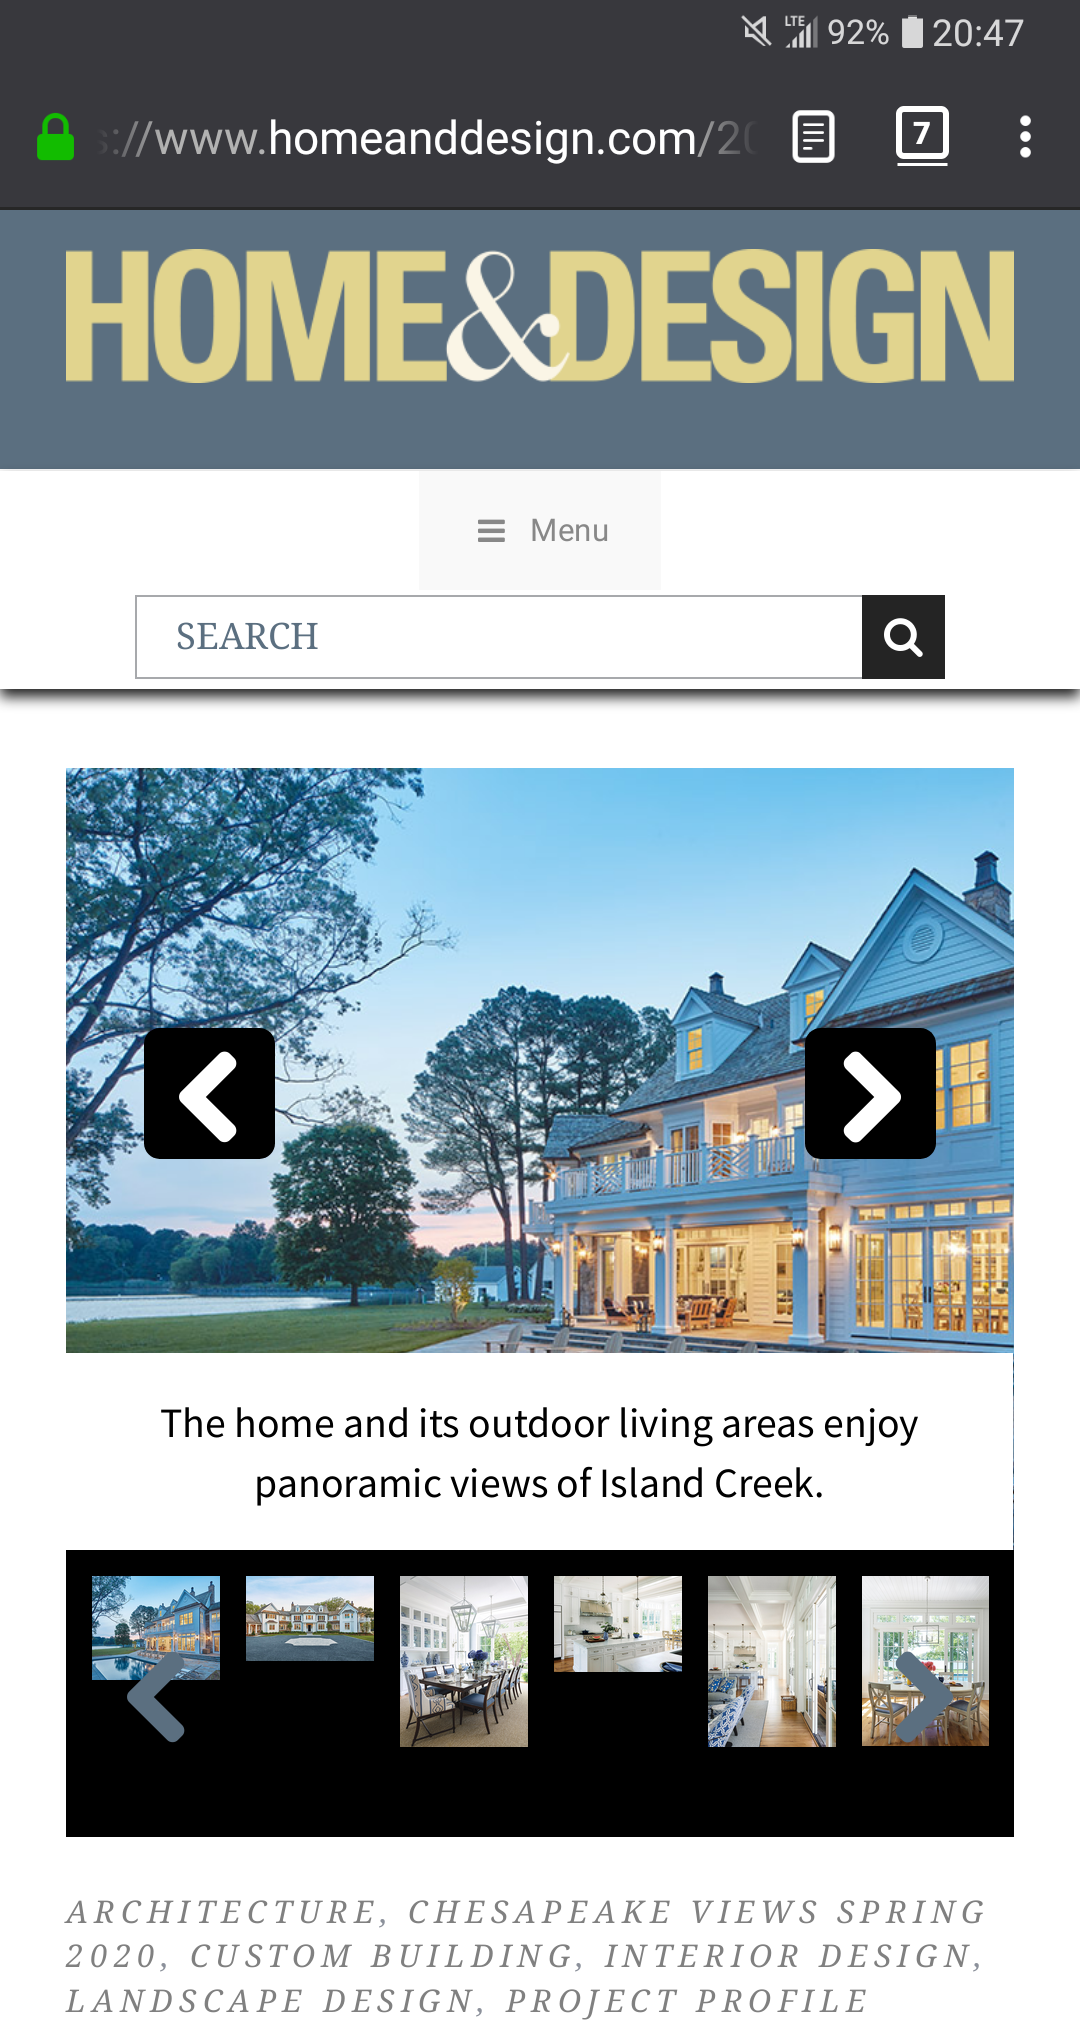 LTE 92% 20:47
://www.homeanddesign.com/20
7
HOME&DESIGN
Menu
SEARCH
The home and its outdoor living areas enjoy
panoramic views of Island Creek.
ARCHITECTURE, CHESAPEAKE VIEWS SPRING
2020, CUSTOM BUILDING, INTERIOR DESIGN,
LANDSCAPE DESIGN, PROJECT PROFILE